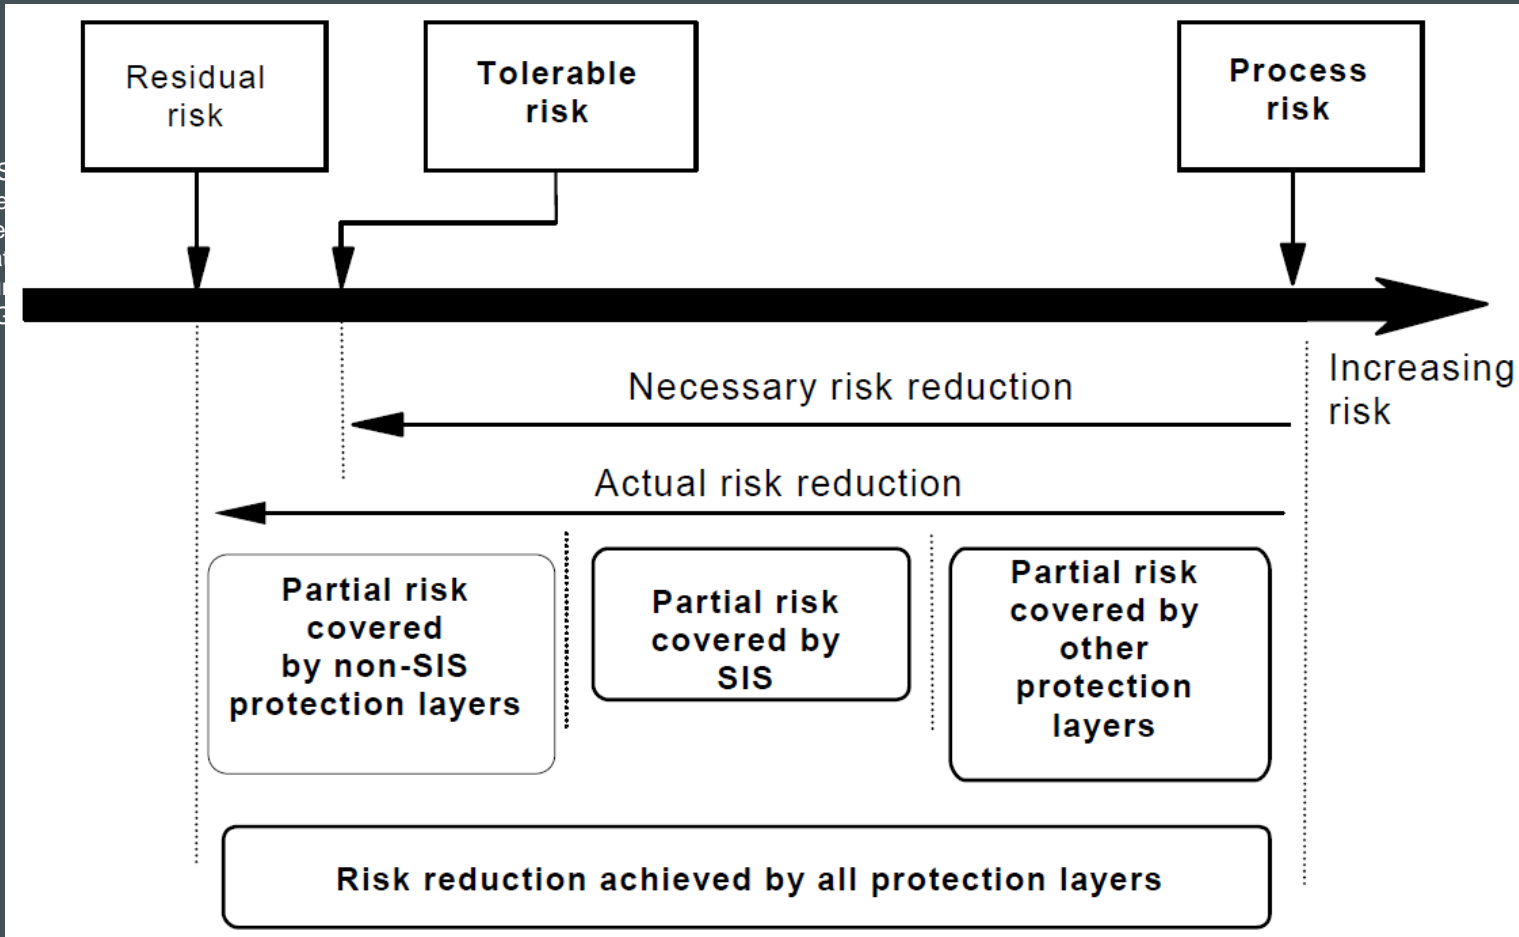 Residual
risk
Tolerable
risk
Process
risk
Increasing
risk
Necessary risk reduction
Actual risk reduction
Partial risk
covered
by non-SIS
protection layers
Partial risk
covered by
SIS
Partial risk
covered by
other
protection
layers
Risk reduction achieved by all protection layers